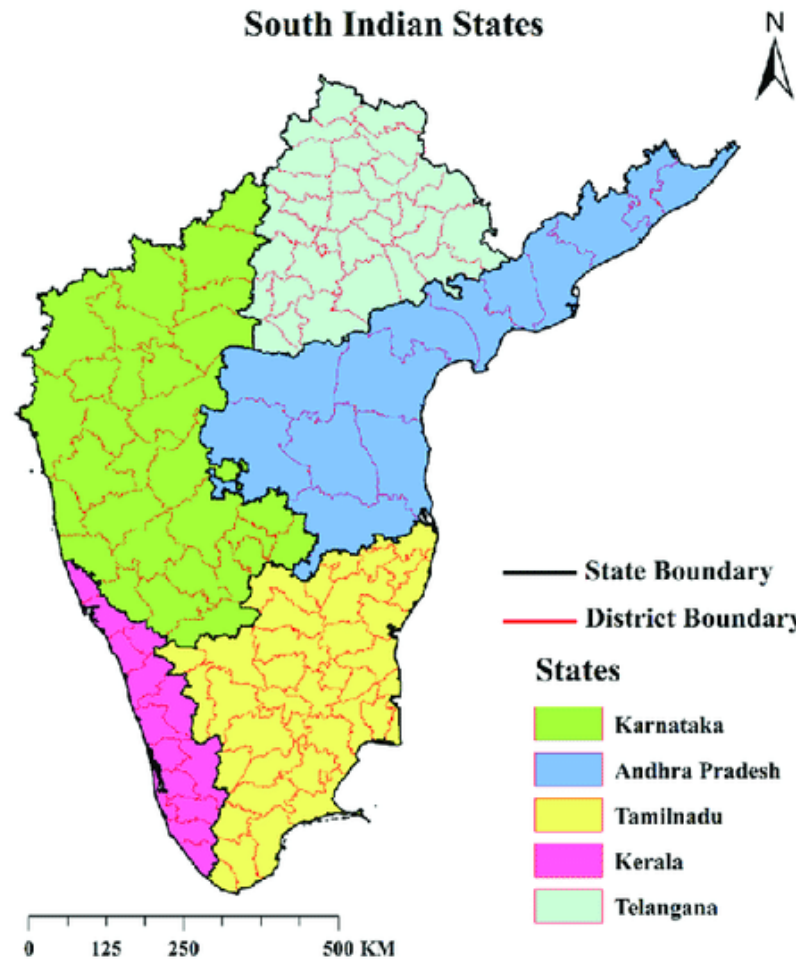 South Indian States
N
State Boundary
District Boundary
States
Karnataka
Andhra Pradesh
Tamilnadu
Kerala
Telangana
0 125 250 500 KM